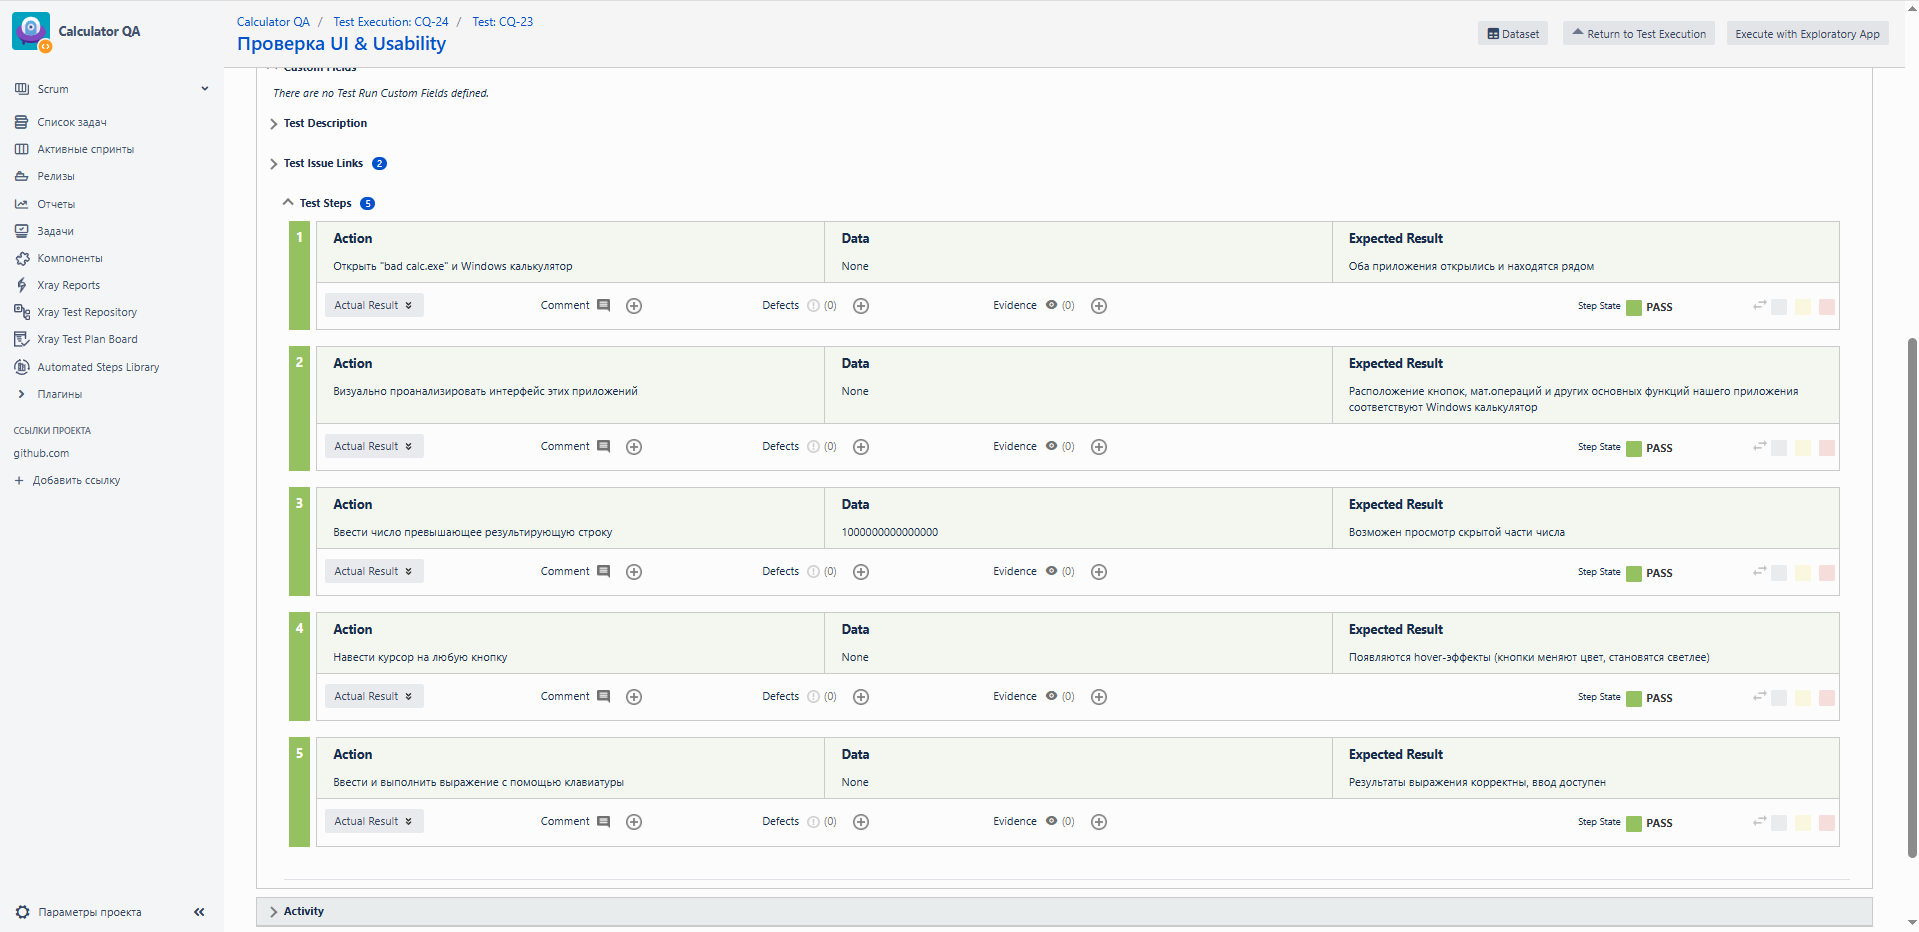 Calculator QA
Scrum
Список задач
Активные спринты
Релизы
Отчеты
Задачи
Компоненты
Xray Reports
Xray Test Repository
Xray Test Plan Board
Automated Steps Library
Плагины
ССЫЛКИ ПРОЕКТА
github.com
Добавить ссылку
Параметры проекта
Calculator QA / Test Execution: CQ-24 / Test: CQ-23
Проверка UI & Usability
Dataset
Return to Test Execution
Execute with Exploratory App
Custom Fields
There are no Test Run Custom Fields defined.
Test Description
Test Issue Links 2
Test Steps 5
1 Action Data Expected Result
Открыть "bad calc.exe" и Windows калькулятор None Оба приложения открылись и находятся рядом
Actual Result Comment Defects (0) Evidence (0) Step State PASS
2 Action Data Expected Result
Визуально проанализировать интерфейс этих приложений None Расположение кнопок, мат.операций и других основных функций нашего приложения
соответствуют Windows калькулятор
Actual Result Comment Defects (0) Evidence (0) Step State PASS
3 Action Data Expected Result
Ввести число превышающее результирующую строку 1000000000000000 Возможен просмотр скрытой части числа
Actual Result Comment Defects (0) Evidence (0) Step State PASS
4 Action Data Expected Result
Навести курсор на любую кнопку None Появляются hover-эффекты (кнопки меняют цвет, становятся светлее)
Actual Result Comment Defects (0) Evidence (0) Step State PASS
5 Action Data Expected Result
Ввести и выполнить выражение с помощью клавиатуры None Результаты выражения корректны, ввод доступен
Actual Result Comment Defects (0) Evidence (0) Step State PASS
Activity